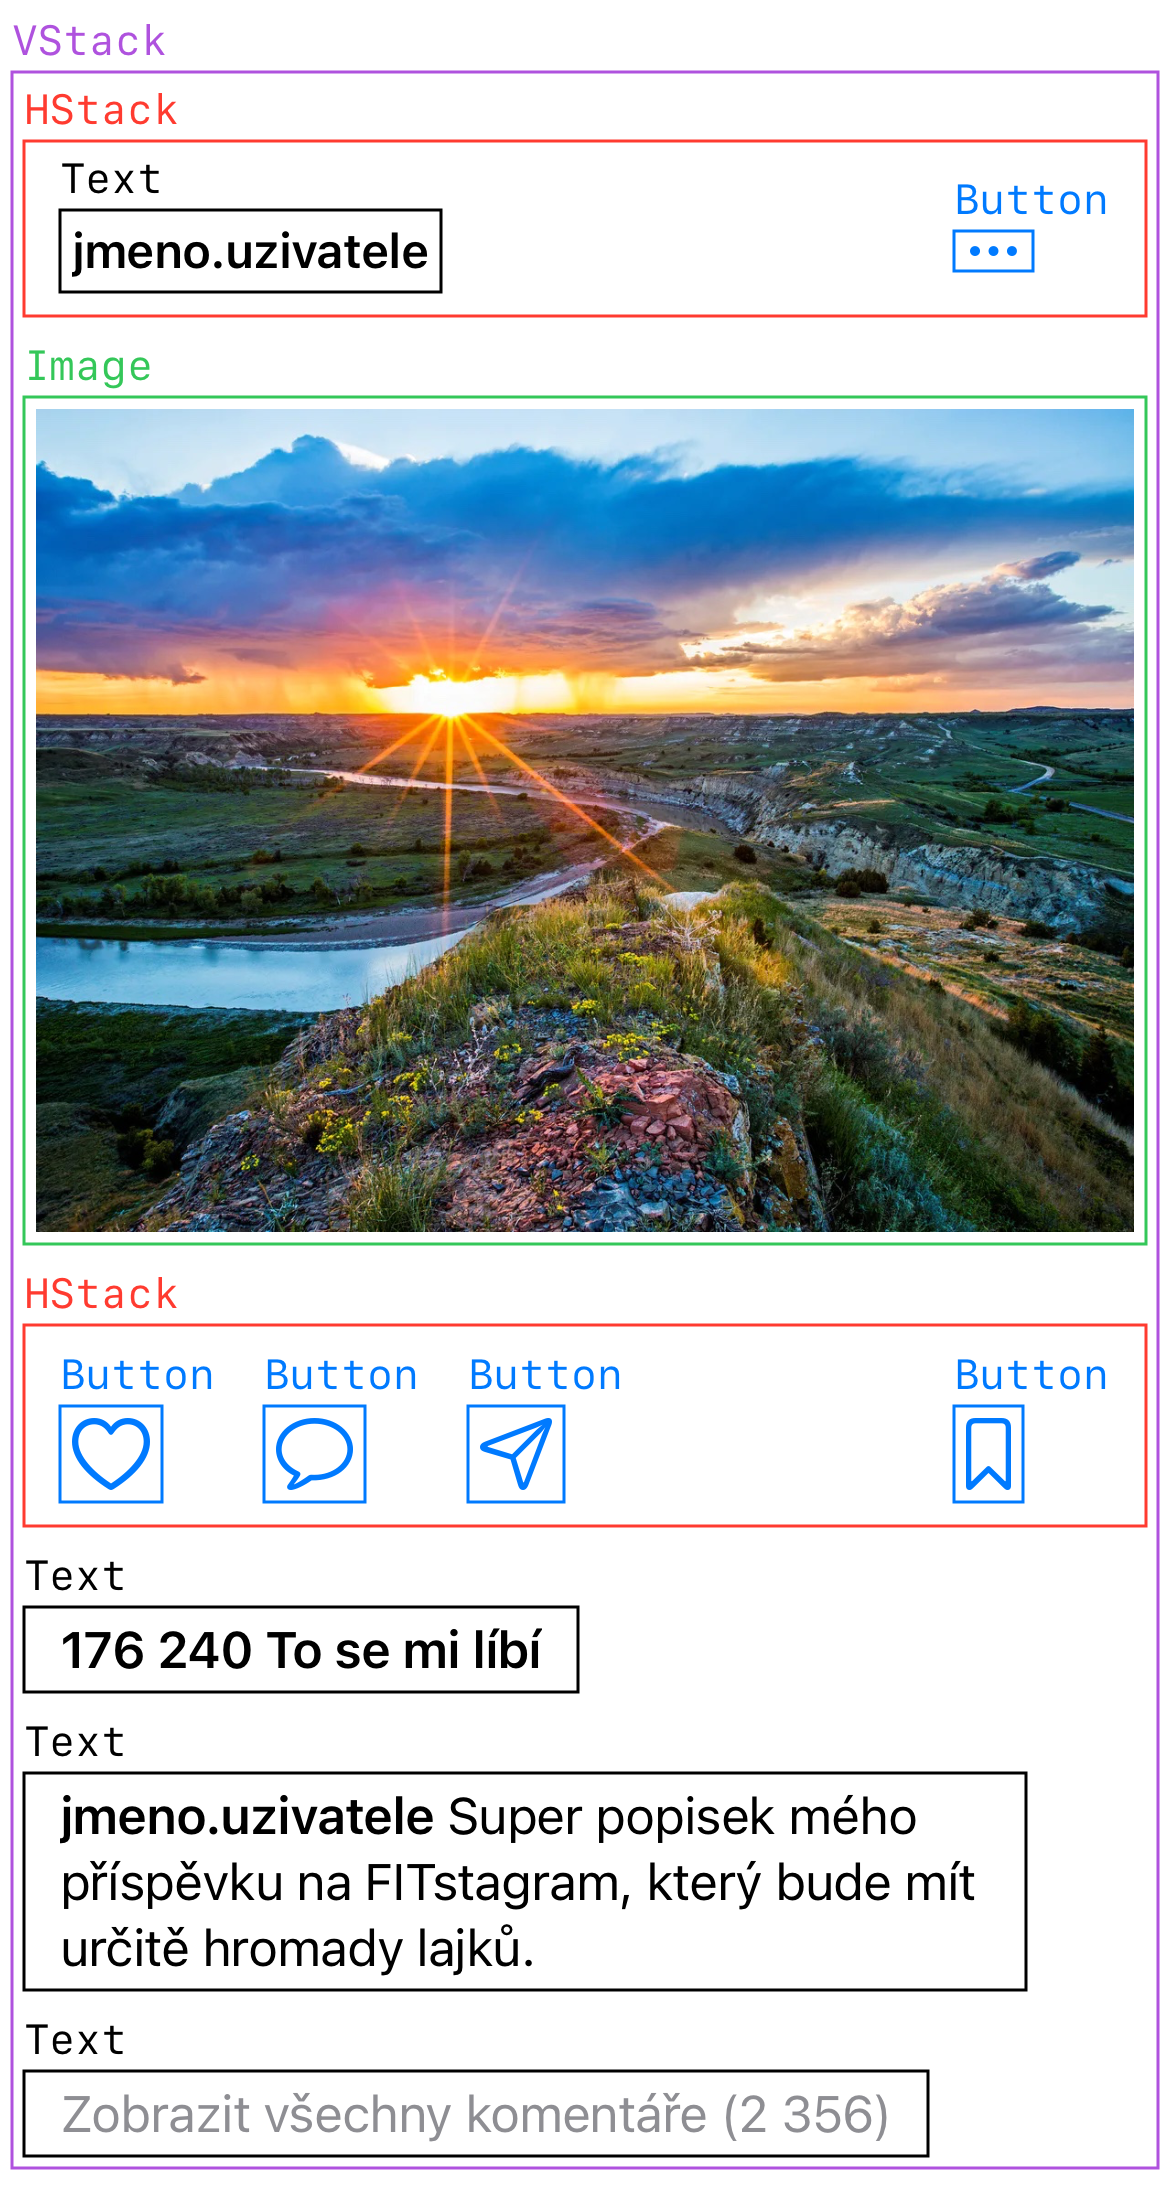 VStack
HStack
Text
Button
jmeno.uzivatele
Image
HStack
Button Button Button Button
Text
176 240 To se mi líbí
Text
jmeno.uzivatele Super popisek mého
příspěvku na FITstagram, který bude mít
určitě hromady lajků.
Text
Zobrazit všechny komentáře (2 356)